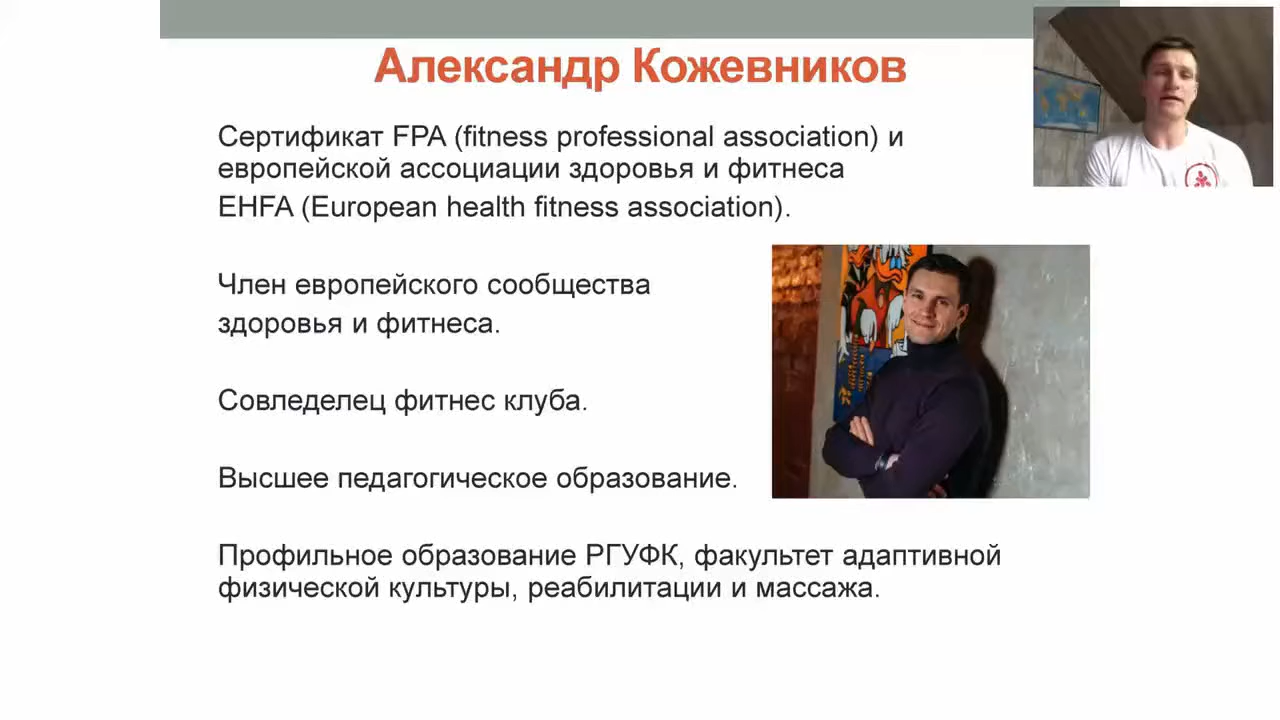 Александр Кожевников
Сертификат FPA (fitness professional association) и
европейской ассоциации здоровья и фитнеса
EHFA (European health fitness association).
Член европейского сообщества
здоровья и фитнеса.
Совледелец фитнес клуба.
Высшее педагогическое образование.
Профильное образование РГУФК, факультет адаптивной
физической культуры, реабилитации и массажа.